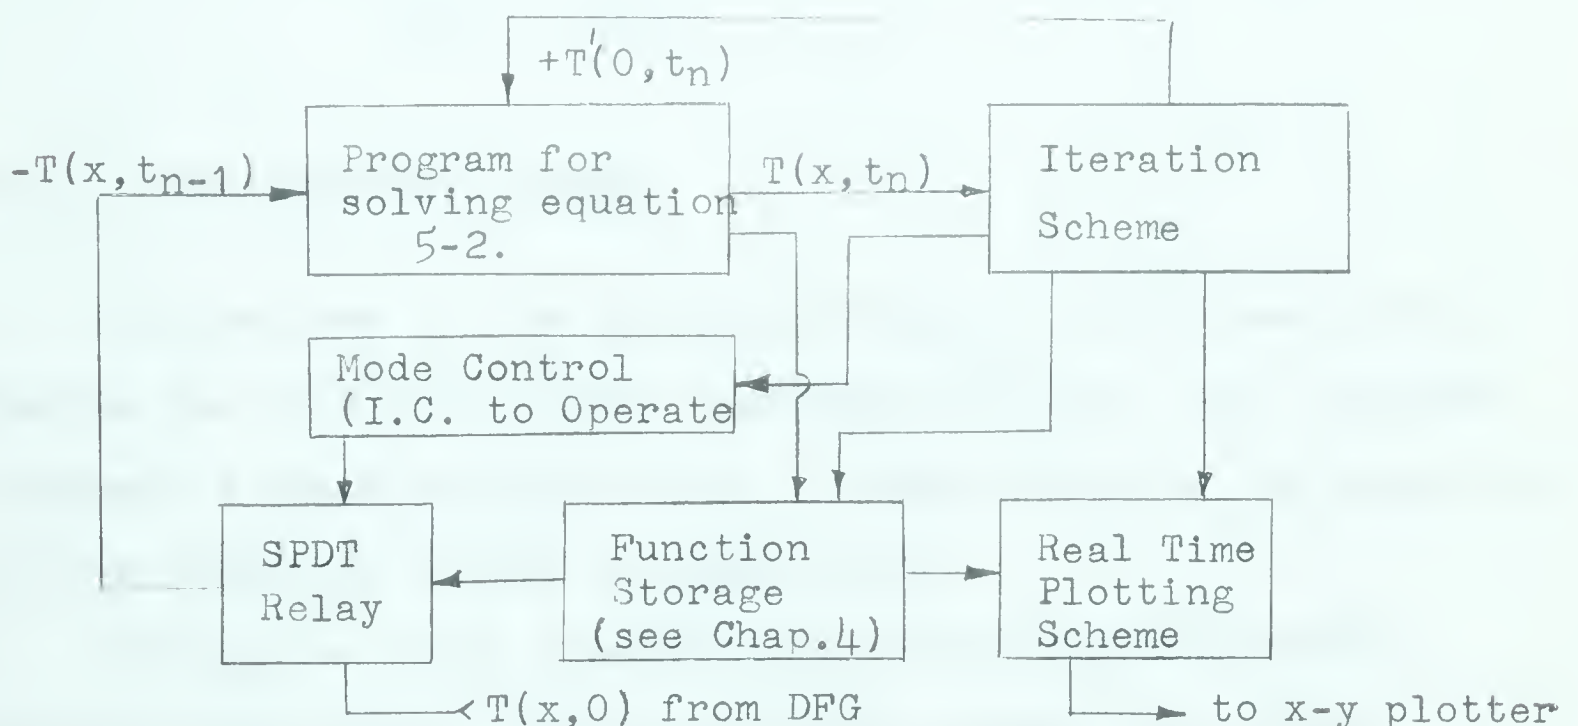 +T'(0,tn)
-T(x,tn-1)
Program for
solving equation
5-2.
T(x,tn)
Iteration
Scheme
Mode Control
(I.C. to Operate
SPDT
Relay
Function
Storage
(see Chap.4)
Real Time
Plotting
Scheme
T(x,0) from DFG
to x-y plotter